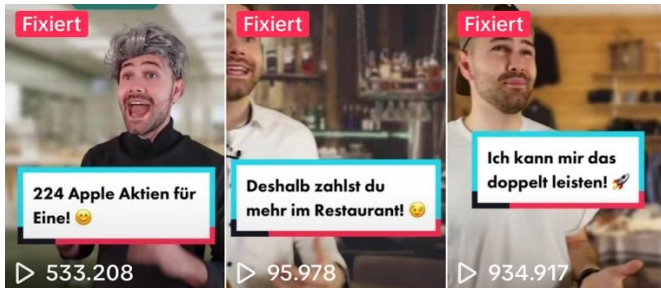 Fixiert
224 Apple Aktien für
Eine! 😊
533.208
Fixiert
Deshalb zahlst du
mehr im Restaurant! 😉
95.978
Fixiert
Ich kann mir das
doppelt leisten! 🚀
934.917